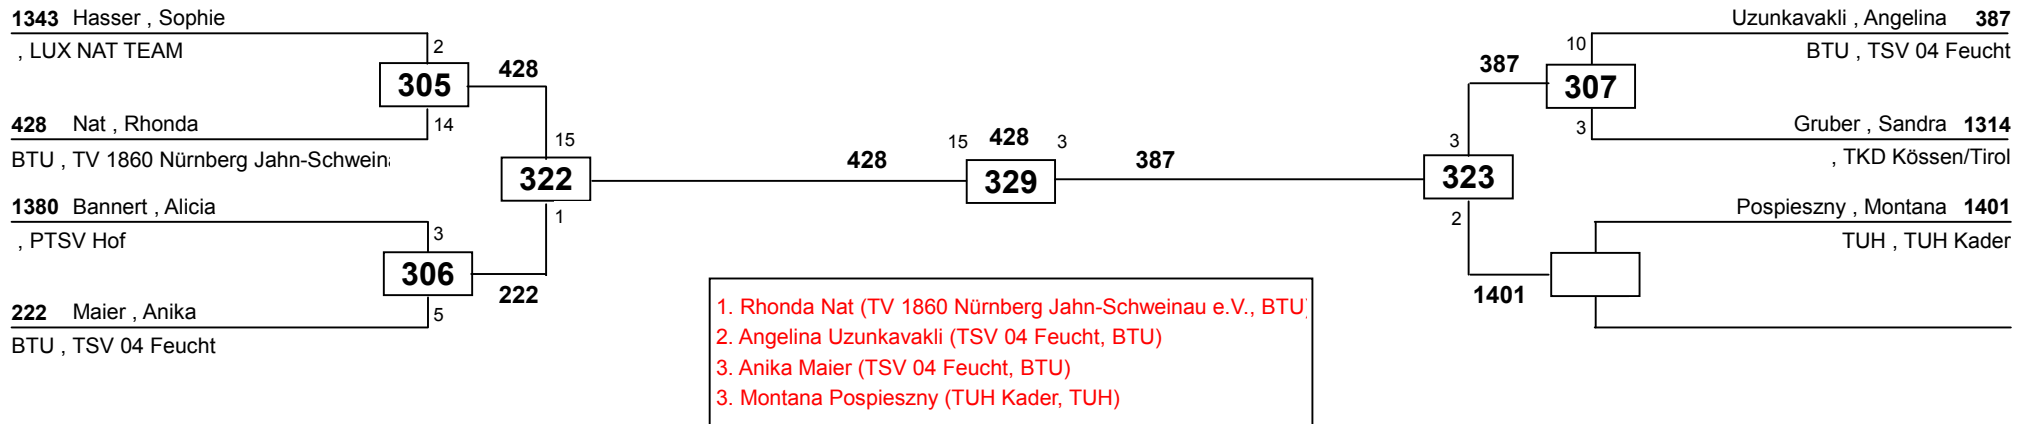 1343 Hasser , Sophie
, LUX NAT TEAM
2
305
428
14
428 Nat , Rhonda
BTU , TV 1860 Nürnberg Jahn-Schwein
15
322
1
1380 Bannert , Alicia
, PTSV Hof
3
306
222
5
222 Maier , Anika
BTU , TSV 04 Feucht
428
15 428 3
329
387
Uzunkavakli , Angelina 387
BTU , TSV 04 Feucht
10
387
307
3
Gruber , Sandra 1314
, TKD Kössen/Tirol
3
323
2
Pospieszny , Montana 1401
TUH , TUH Kader
1401
1. Rhonda Nat (TV 1860 Nürnberg Jahn-Schweinau e.V., BTU)
2. Angelina Uzunkavakli (TSV 04 Feucht, BTU)
3. Anika Maier (TSV 04 Feucht, BTU)
3. Montana Pospieszny (TUH Kader, TUH)